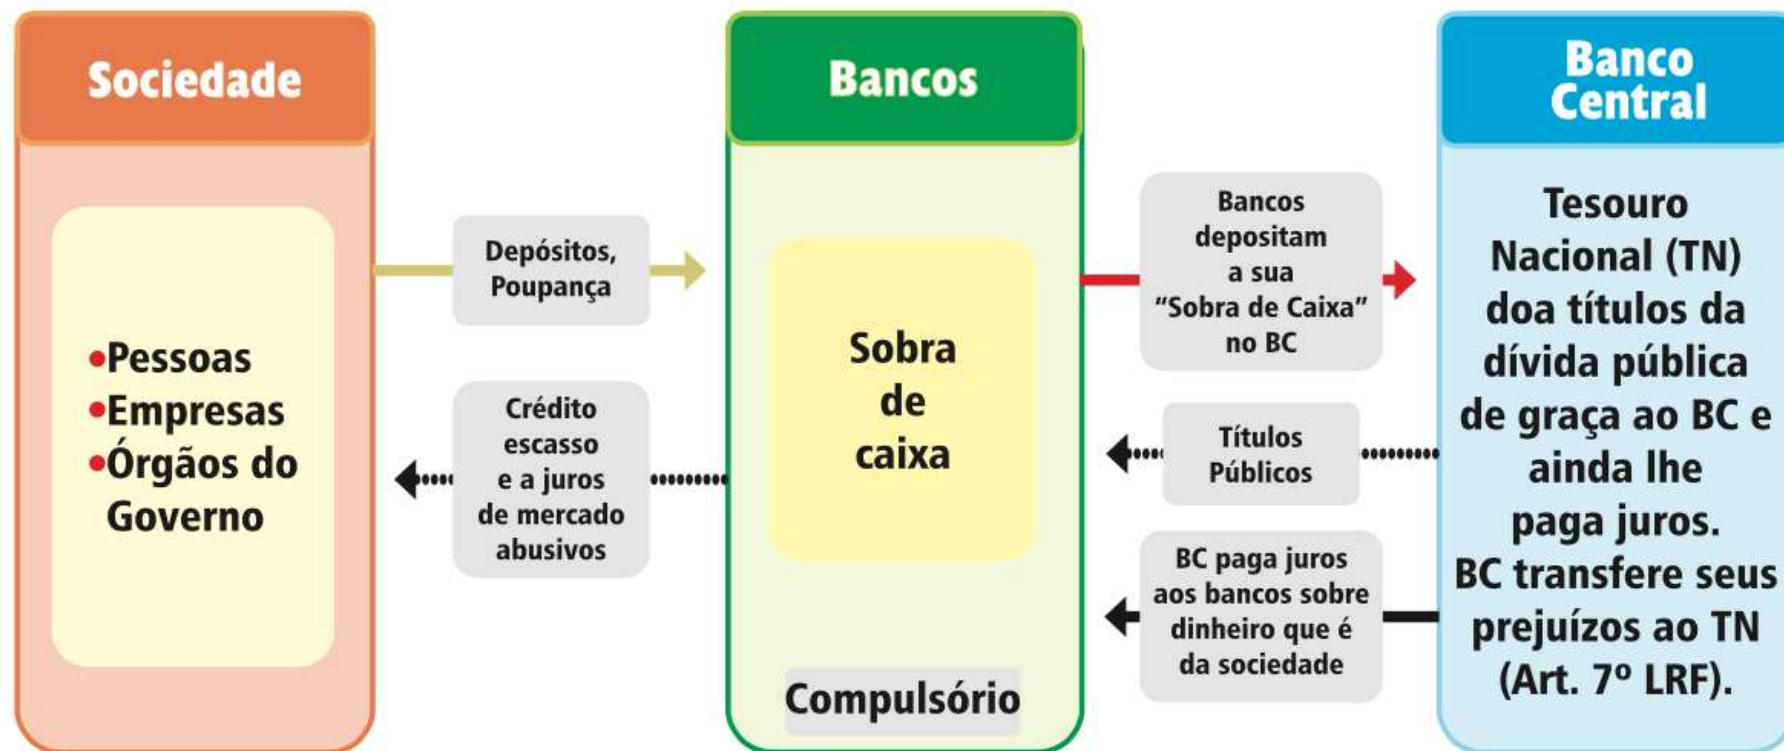 Sociedade
•Pessoas
•Empresas
•Órgãos do
Governo
Depósitos,
Poupança
Crédito
escasso
e a juros
de mercado
abusivos
Bancos
Sobra
de
caixa
Compulsório
Bancos
depositam
a sua
“Sobra de Caixa”
no BC
Títulos
Públicos
BC paga juros
aos bancos sobre
dinheiro que é
da sociedade
Banco
Central
Tesouro
Nacional (TN)
doa títulos da
dívida pública
de graça ao BC e
ainda lhe
paga juros.
BC transfere seus
prejuízos ao TN
(Art. 7º LRF).